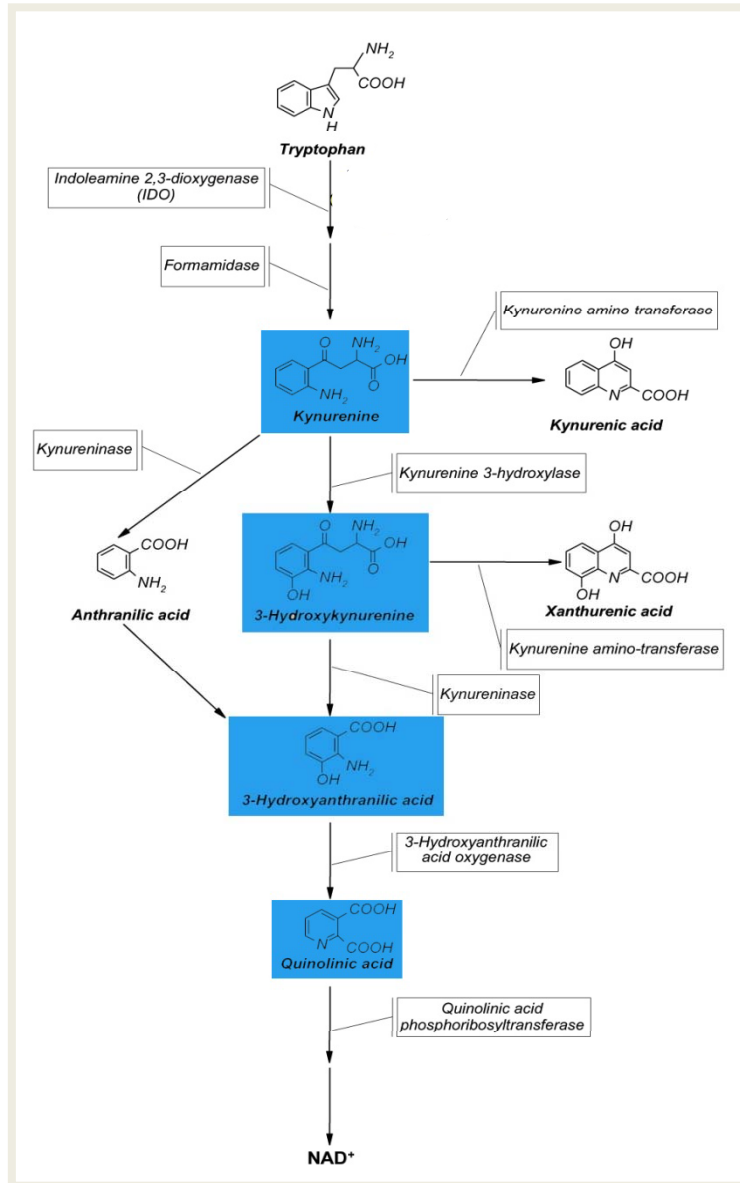 NH2
COOH
N
H
Tryptophan
Indoleamine 2,3-dioxygenase
(IDO)
Formamidase
Kynuronine amino transferase
O
NH2
OH
O
NH2
Kynurenine
OH
N
COOH
Kynurenic acid
Kynureninase
Kynurenine 3-hydroxylase
COOH
NH2
Anthranilic acid
O
NH2
OH
NH2
O
OH
3-Hydroxykynurenine
OH
N
COOH
OH
Xanthurenic acid
Kynurenine amino-transferase
Kynureninase
COOH
NH2
OH
3-Hydroxyanthranilic acid
3-Hydroxyanthranilic
acid oxygenase
COOH
N
COOH
Quinolinic acid
Quinolinic acid
phosphoribosyltransferase
NAD+